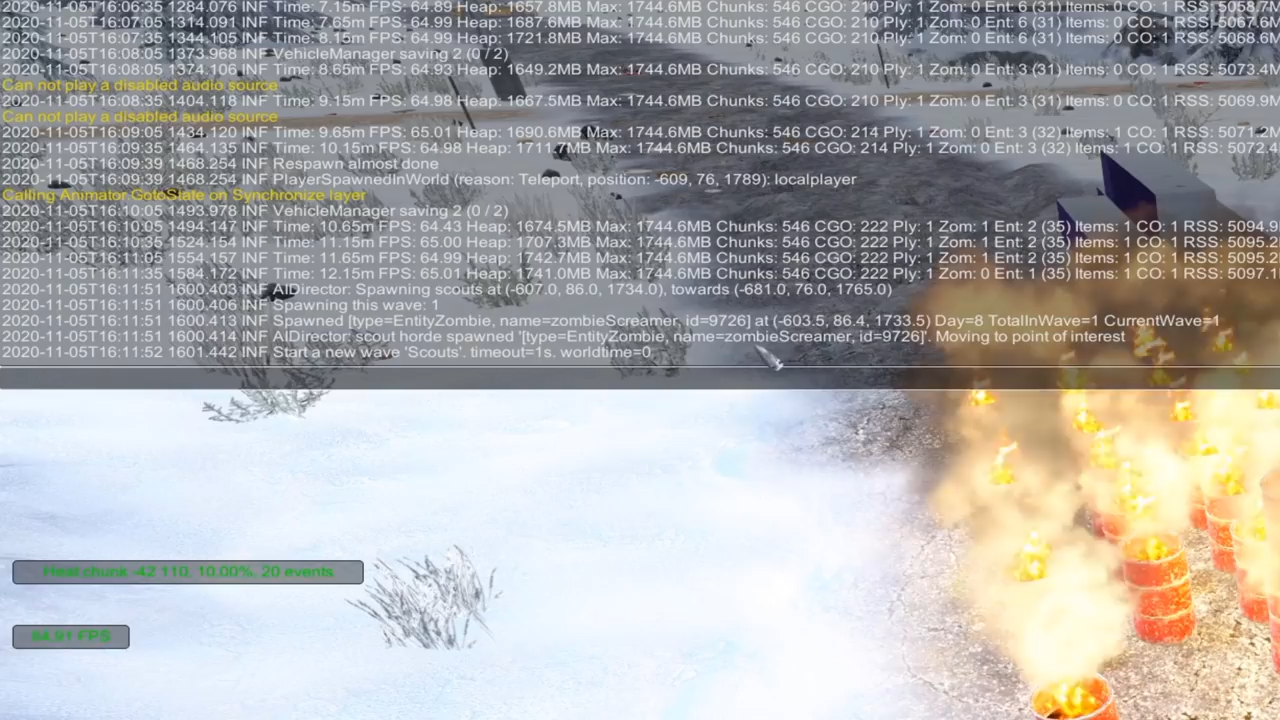 2020-11-05T16:06:35 1284.076 INF Time: 7.15m FPS: 64.89 Heap: 1657.8MB Max: 1744.6MB Chunks: 546 CGO: 210 Ply: 1 Zom: 0 Ent: 6 (31) Items: 0 CO: 1 RSS: 5058.7M
2020-11-05T16:07:05 1314.091 INF Time: 7.65m FPS: 64.99 Heap: 1687.6MB Max: 1744.6MB Chunks: 546 CGO: 210 Ply: 1 Zom: 0 Ent: 6 (31) Items: 0 CO: 1 RSS: 5067.6M
2020-11-05T16:07:35 1344.105 INF Time: 8.15m FPS: 64.99 Heap: 1721.8MB Max: 1744.6MB Chunks: 546 CGO: 210 Ply: 1 Zom: 0 Ent: 6 (31) Items: 0 CO: 1 RSS: 5068.6M
2020-11-05T16:08:05 1373.968 INF VehicleManager saving 2 (0 / 2)
2020-11-05T16:08:05 1374.106 INF Time: 8.65m FPS: 64.93 Heap: 1649.2MB Max: 1744.6MB Chunks: 546 CGO: 210 Ply: 1 Zom: 0 Ent: 3 (31) Items: 0 CO: 1 RSS: 5073.4M
Can not play a disabled audio source
2020-11-05T16:08:35 1404.118 INF Time: 9.15m FPS: 64.98 Heap: 1667.5MB Max: 1744.6MB Chunks: 546 CGO: 210 Ply: 1 Zom: 0 Ent: 3 (31) Items: 0 CO: 1 RSS: 5069.9M
Can not play a disabled audio source
2020-11-05T16:09:05 1434.120 INF Time: 9.65m FPS: 65.01 Heap: 1690.6MB Max: 1744.6MB Chunks: 546 CGO: 214 Ply: 1 Zom: 0 Ent: 3 (32) Items: 1 CO: 1 RSS: 5071.2M
2020-11-05T16:09:35 1464.135 INF Time: 10.15m FPS: 64.98 Heap: 1711.7MB Max: 1744.6MB Chunks: 546 CGO: 214 Ply: 1 Zom: 0 Ent: 3 (32) Items: 1 CO: 1 RSS: 5072.4
2020-11-05T16:09:39 1468.254 INF Respawn almost done
2020-11-05T16:09:39 1468.254 INF PlayerSpawnedInWorld (reason: Teleport, position: -609, 76, 1789): localplayer
Calling Animator GotoState on Synchronize layer
2020-11-05T16:10:05 1493.978 INF VehicleManager saving 2 (0 / 2)
2020-11-05T16:10:05 1494.147 INF Time: 10.65m FPS: 64.43 Heap: 1674.5MB Max: 1744.6MB Chunks: 546 CGO: 222 Ply: 1 Zom: 1 Ent: 2 (35) Items: 1 CO: 1 RSS: 5094.9
2020-11-05T16:10:35 1524.154 INF Time: 11.15m FPS: 65.00 Heap: 1707.3MB Max: 1744.6MB Chunks: 546 CGO: 222 Ply: 1 Zom: 1 Ent: 2 (35) Items: 1 CO: 1 RSS: 5095.2
2020-11-05T16:11:05 1554.157 INF Time: 11.65m FPS: 64.99 Heap: 1742.7MB Max: 1744.6MB Chunks: 546 CGO: 222 Ply: 1 Zom: 1 Ent: 2 (35) Items: 1 CO: 1 RSS: 5095.2
2020-11-05T16:11:35 1584.172 INF Time: 12.15m FPS: 65.01 Heap: 1741.0MB Max: 1744.6MB Chunks: 546 CGO: 222 Ply: 1 Zom: 0 Ent: 1 (35) Items: 1 CO: 1 RSS: 5097.1
2020-11-05T16:11:51 1600.403 INF AIDirector: Spawning scouts at (-607.0, 86.0, 1734.0), towards (-681.0, 76.0, 1765.0)
2020-11-05T16:11:51 1600.406 INF Spawning this wave: 1
2020-11-05T16:11:51 1600.413 INF Spawned [type=EntityZombie, name=zombieScreamer, id=9726] at (-603.5, 86.4, 1733.5) Day=8 TotalInWave=1 CurrentWave=1
2020-11-05T16:11:51 1600.414 INF AIDirector: scout horde spawned '[type=EntityZombie, name=zombieScreamer, id=9726]'. Moving to point of interest
2020-11-05T16:11:52 1601.442 INF Start a new wave 'Scouts'. timeout=1s. worldtime=0
Heat chunk -42 110, 10.00%, 20 events
64.91 FPS